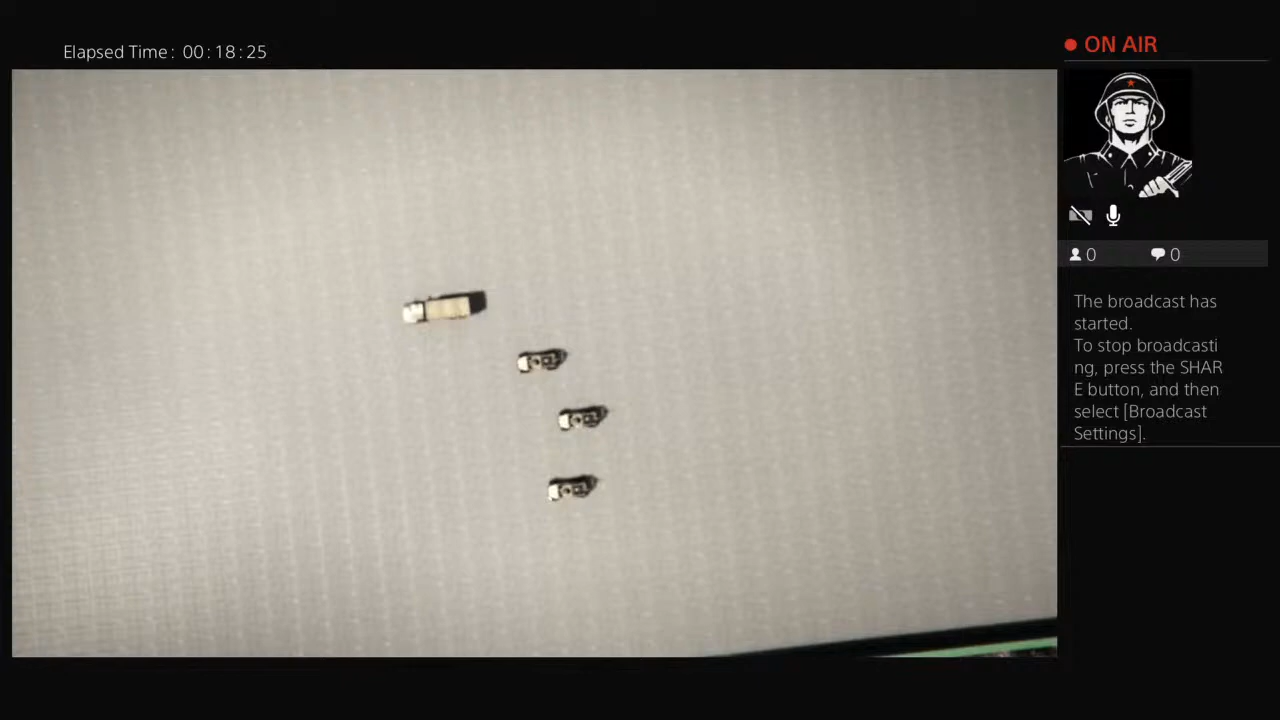 Elapsed Time: 00:18:25
ON AIR
0 0
The broadcast has
started.
To stop broadcasti
ng, press the SHAR
E button, and then
select [Broadcast
Settings].